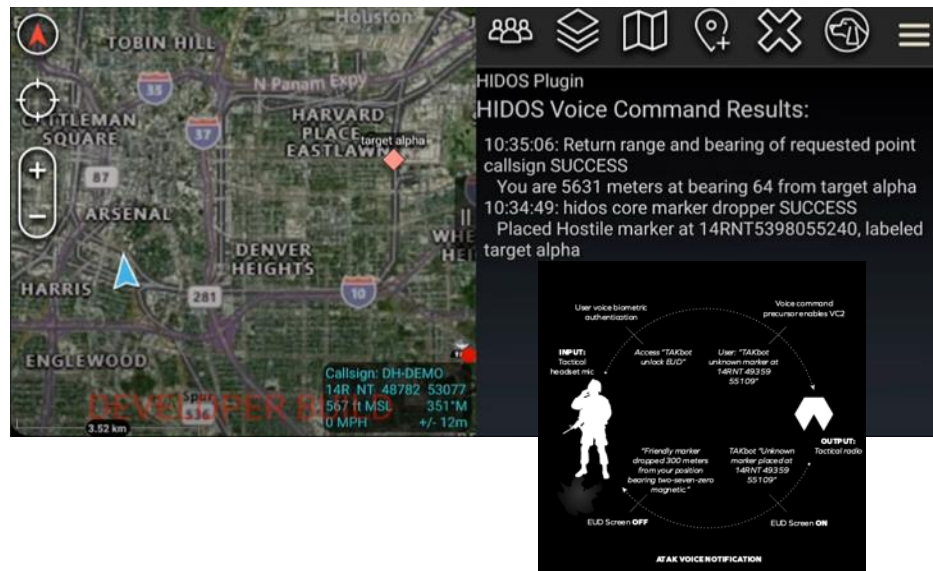 Houston
TOBIN HILL
N Panam Expy
35
CATTLEMAN
SQUARE
37
HARVARD
PLACE
EASTLAWN
target alpha
87
ARSENAL
DENVER
HEIGHTS
WHE
HEI
HARRIS
281
10
ENGLEWOOD
536
DEVELOPER BUILD
3.52 km
Callsign: DH-DEMO
14R NT 48782 53077
567 ft MSL 351°M
0 MPH +/- 12m
HIDOS Plugin
HIDOS Voice Command Results:
10:35:06: Return range and bearing of requested point
callsign SUCCESS
You are 5631 meters at bearing 64 from target alpha
10:34:49: hidos core marker dropper SUCCESS
Placed Hostile marker at 14RNT5398055240, labeled
target alpha
User voice biometric
authentication
Voice command
precursor enables VC2
INPUT:
Tactical
headset mic
Access "TAKbot
unlock EUD"
User: "TAKbot
unknown marker at
14RNT 49359
55109"
OUTPUT:
Tactical radio
"Friendly marker
dropped 300 meters
from your position
bearing two-seven-zero
magnetic"
TAKbot "Unknown
marker placed at
14RNT 49359
55109"
EUD Screen OFF
EUD Screen ON
ATAK VOICE NOTIFICATION